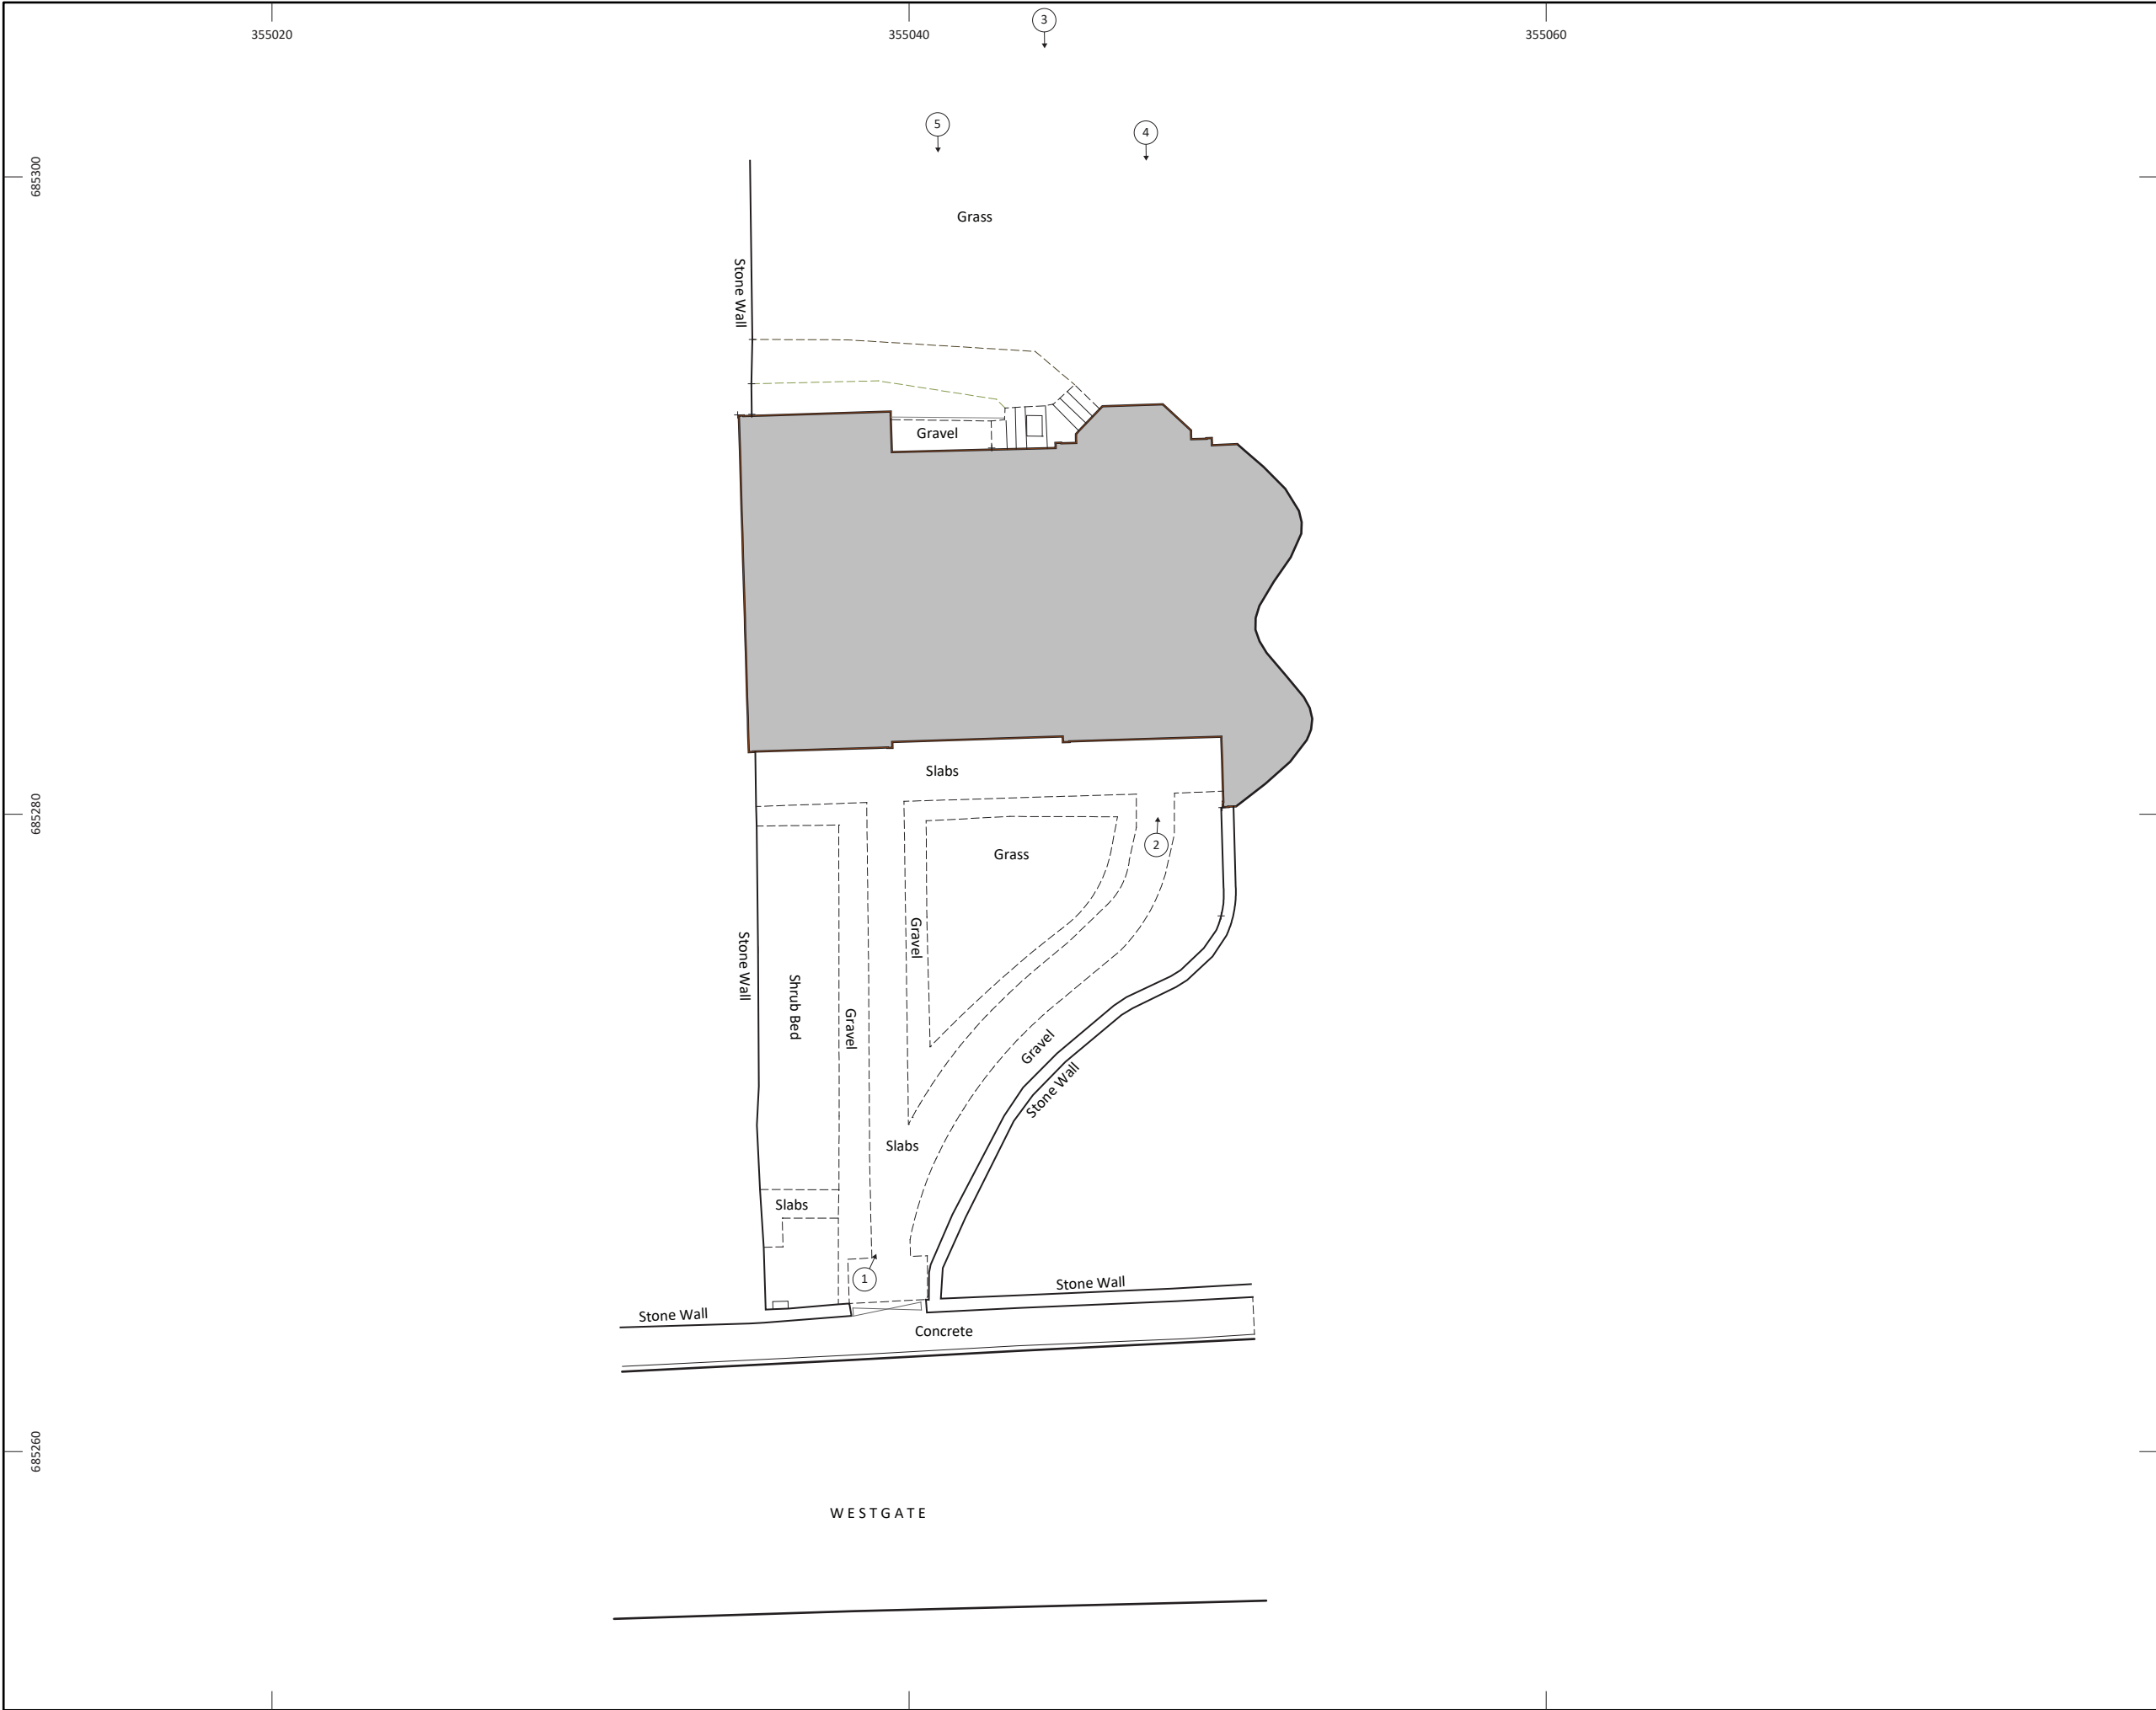 3
355020
355040
355060
5
4
685300
Grass
Stone Wall
Gravel
Slabs
685280
2
Grass
Gravel
Stone Wall
Shrub Bed
Gravel
Gravel
Stone Wall
Slabs
Slabs
1
Stone Wall
Stone Wall
Concrete
685260
WESTGATE